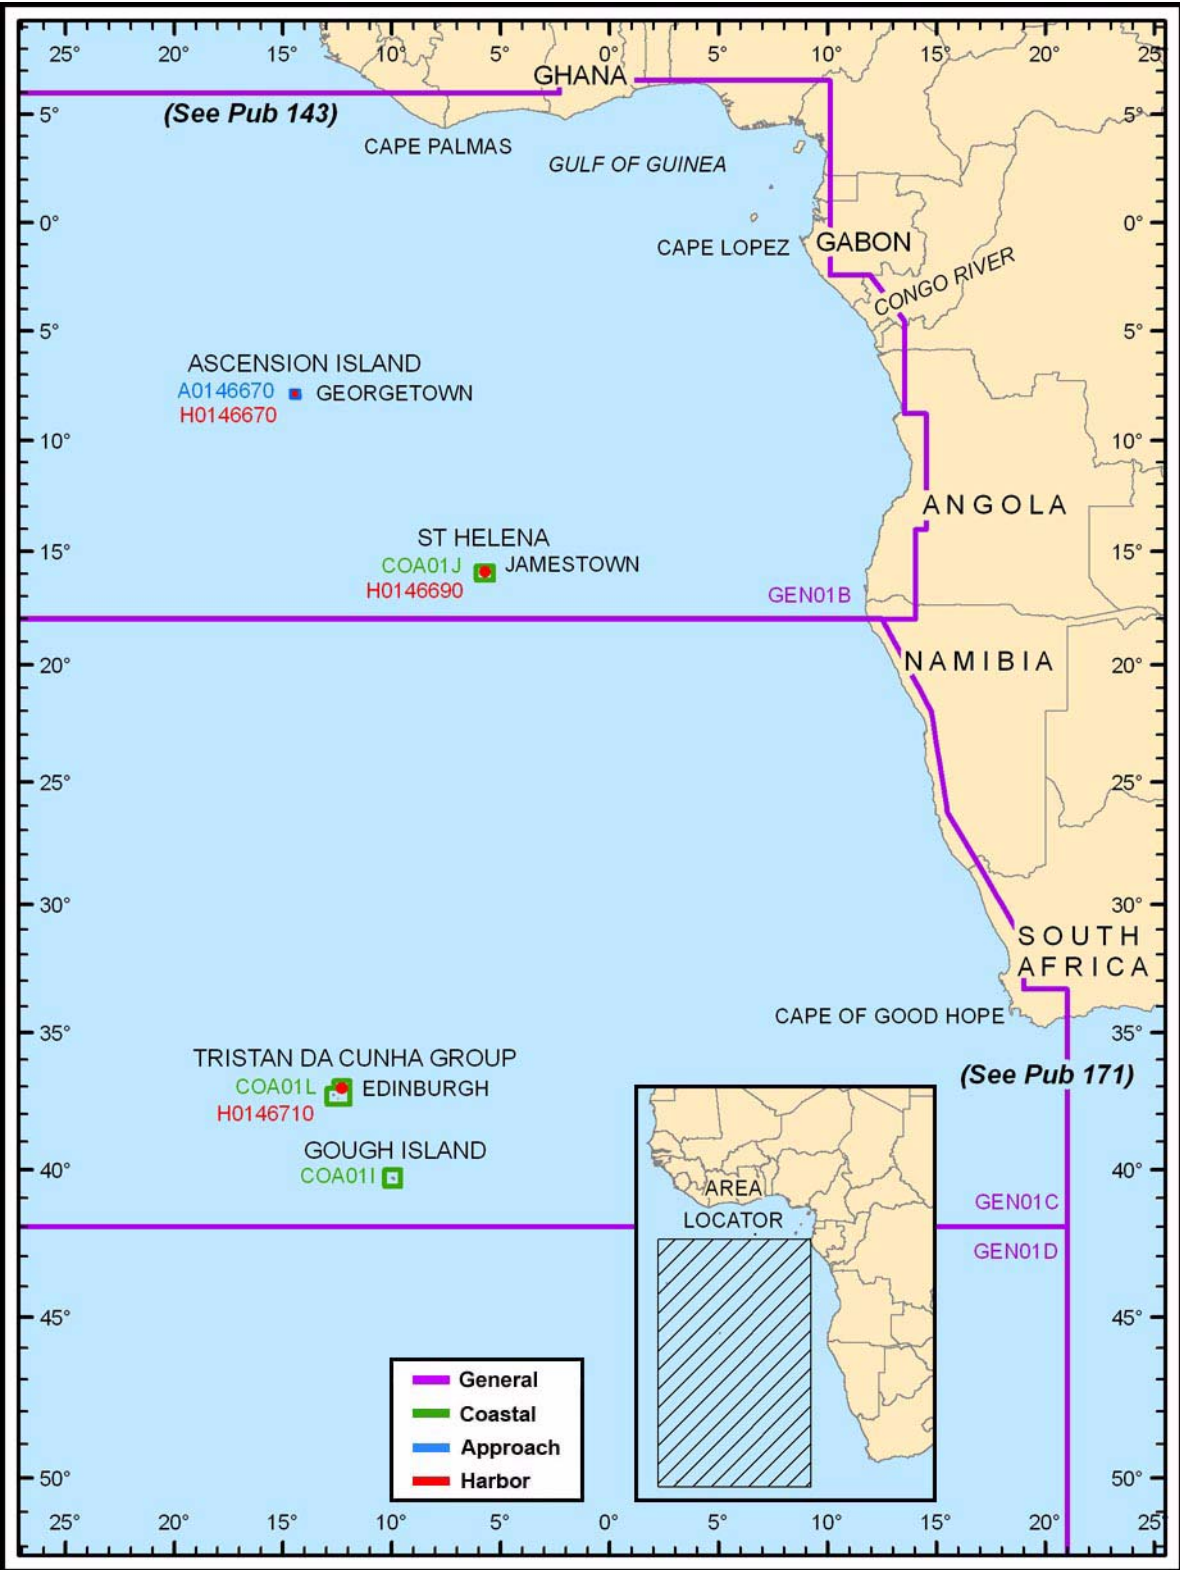 25° 20° 15° 10° 5° 0° 5° 10° 15° 20° 25°
GHANA
(See Pub 143)
5° 5°
CAPE PALMAS
GULF OF GUINEA
0° 0°
CAPE LOPEZ
GABON
CONGO RIVER
5° 5°
ASCENSION ISLAND
A0146670
GEORGETOWN
H0146670
10° 10°
ANGOLA
ST HELENA
15° 15°
COA01J
JAMESTOWN
H0146690
GEN01B
20° 20°
NAMIBIA
25° 25°
30° 30°
SOUTH
AFRICA
CAPE OF GOOD HOPE
35° 35°
TRISTAN DA CUNHA GROUP
(See Pub 171)
COA01L
EDINBURGH
H0146710
GOUGH ISLAND
40° 40°
COA01I
AREA
LOCATOR
GEN01C
GEN01D
45° 45°
General
Coastal
Approach
Harbor
50° 50°
25° 20° 15° 10° 5° 0° 5° 10° 15° 20° 25°